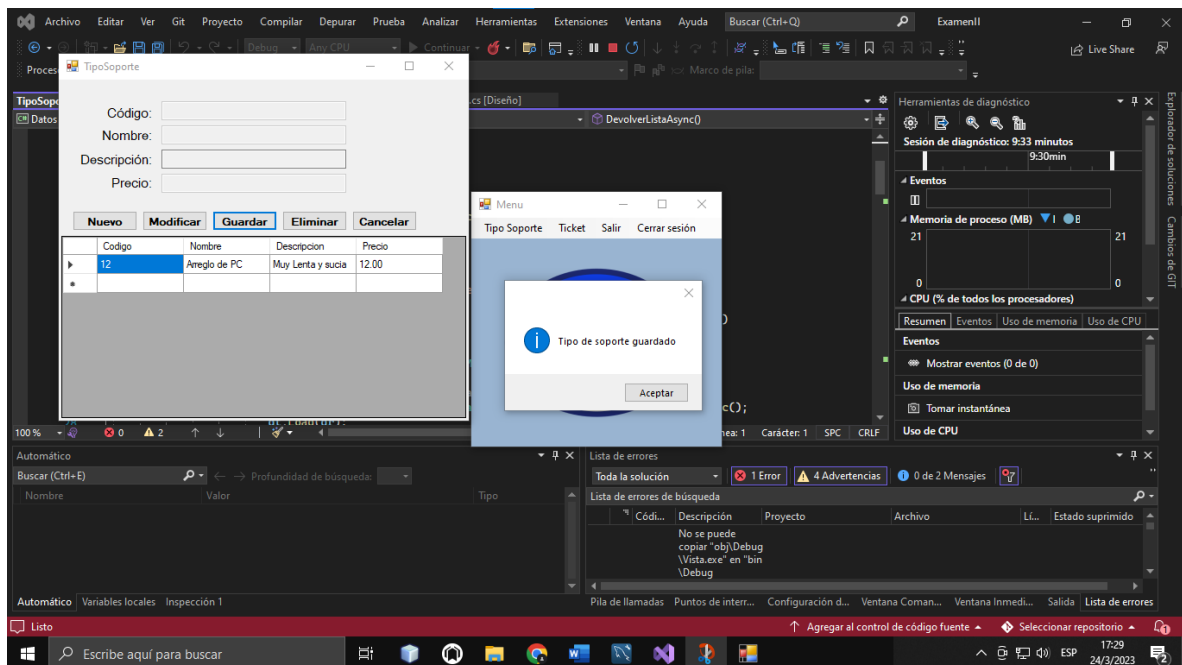 Archivo Editar Ver Git Proyecto Compilar Depurar Prueba Analizar Herramientas Extensiones Ventana Ayuda Buscar (Ctrl+Q) ExamenII
Debug Any CPU Continuar Live Share
Proces Marco de pila:
TipoSoporte
Código:
Nombre:
Descripción:
Precio:
Nuevo Modificar Guardar Eliminar Cancelar
Codigo Nombre Descripcion Precio
12 Arreglo de PC Muy Lenta y sucia 12.00
TipoSopo .cs [Diseño]
Datos DevolverListaAsync()
Menu
Tipo Soporte Ticket Salir Cerrar sesión
Tipo de soporte guardado
Aceptar
c();
100 % 0 2 nea: 1 Carácter: 1 SPC CRLF
Herramientas de diagnóstico
Sesión de diagnóstico: 9:33 minutos
9:30min
Eventos
Memoria de proceso (MB) I B
21 21
0 0
CPU (% de todos los procesadores)
Resumen Eventos Uso de memoria Uso de CPU
Eventos
Mostrar eventos (0 de 0)
Uso de memoria
Tomar instantánea
Uso de CPU
Explorador de soluciones
Cambios de GIT
Automático
Buscar (Ctrl+E) Profundidad de búsqueda:
Nombre Valor Tipo
Automático Variables locales Inspección 1
Lista de errores
Toda la solución 1 Error 4 Advertencias 0 de 2 Mensajes
Lista de errores de búsqueda
Códi... Descripción Proyecto Archivo Lí... Estado suprimido
No se puede
copiar "obj\Debug
\Vista.exe" en "bin
\Debug
Pila de llamadas Puntos de interr... Configuración d... Ventana Coman... Ventana Inmedi... Salida Lista de errores
Listo Agregar al control de código fuente Seleccionar repositorio
Escribe aquí para buscar ESP 17:29
24/3/2023